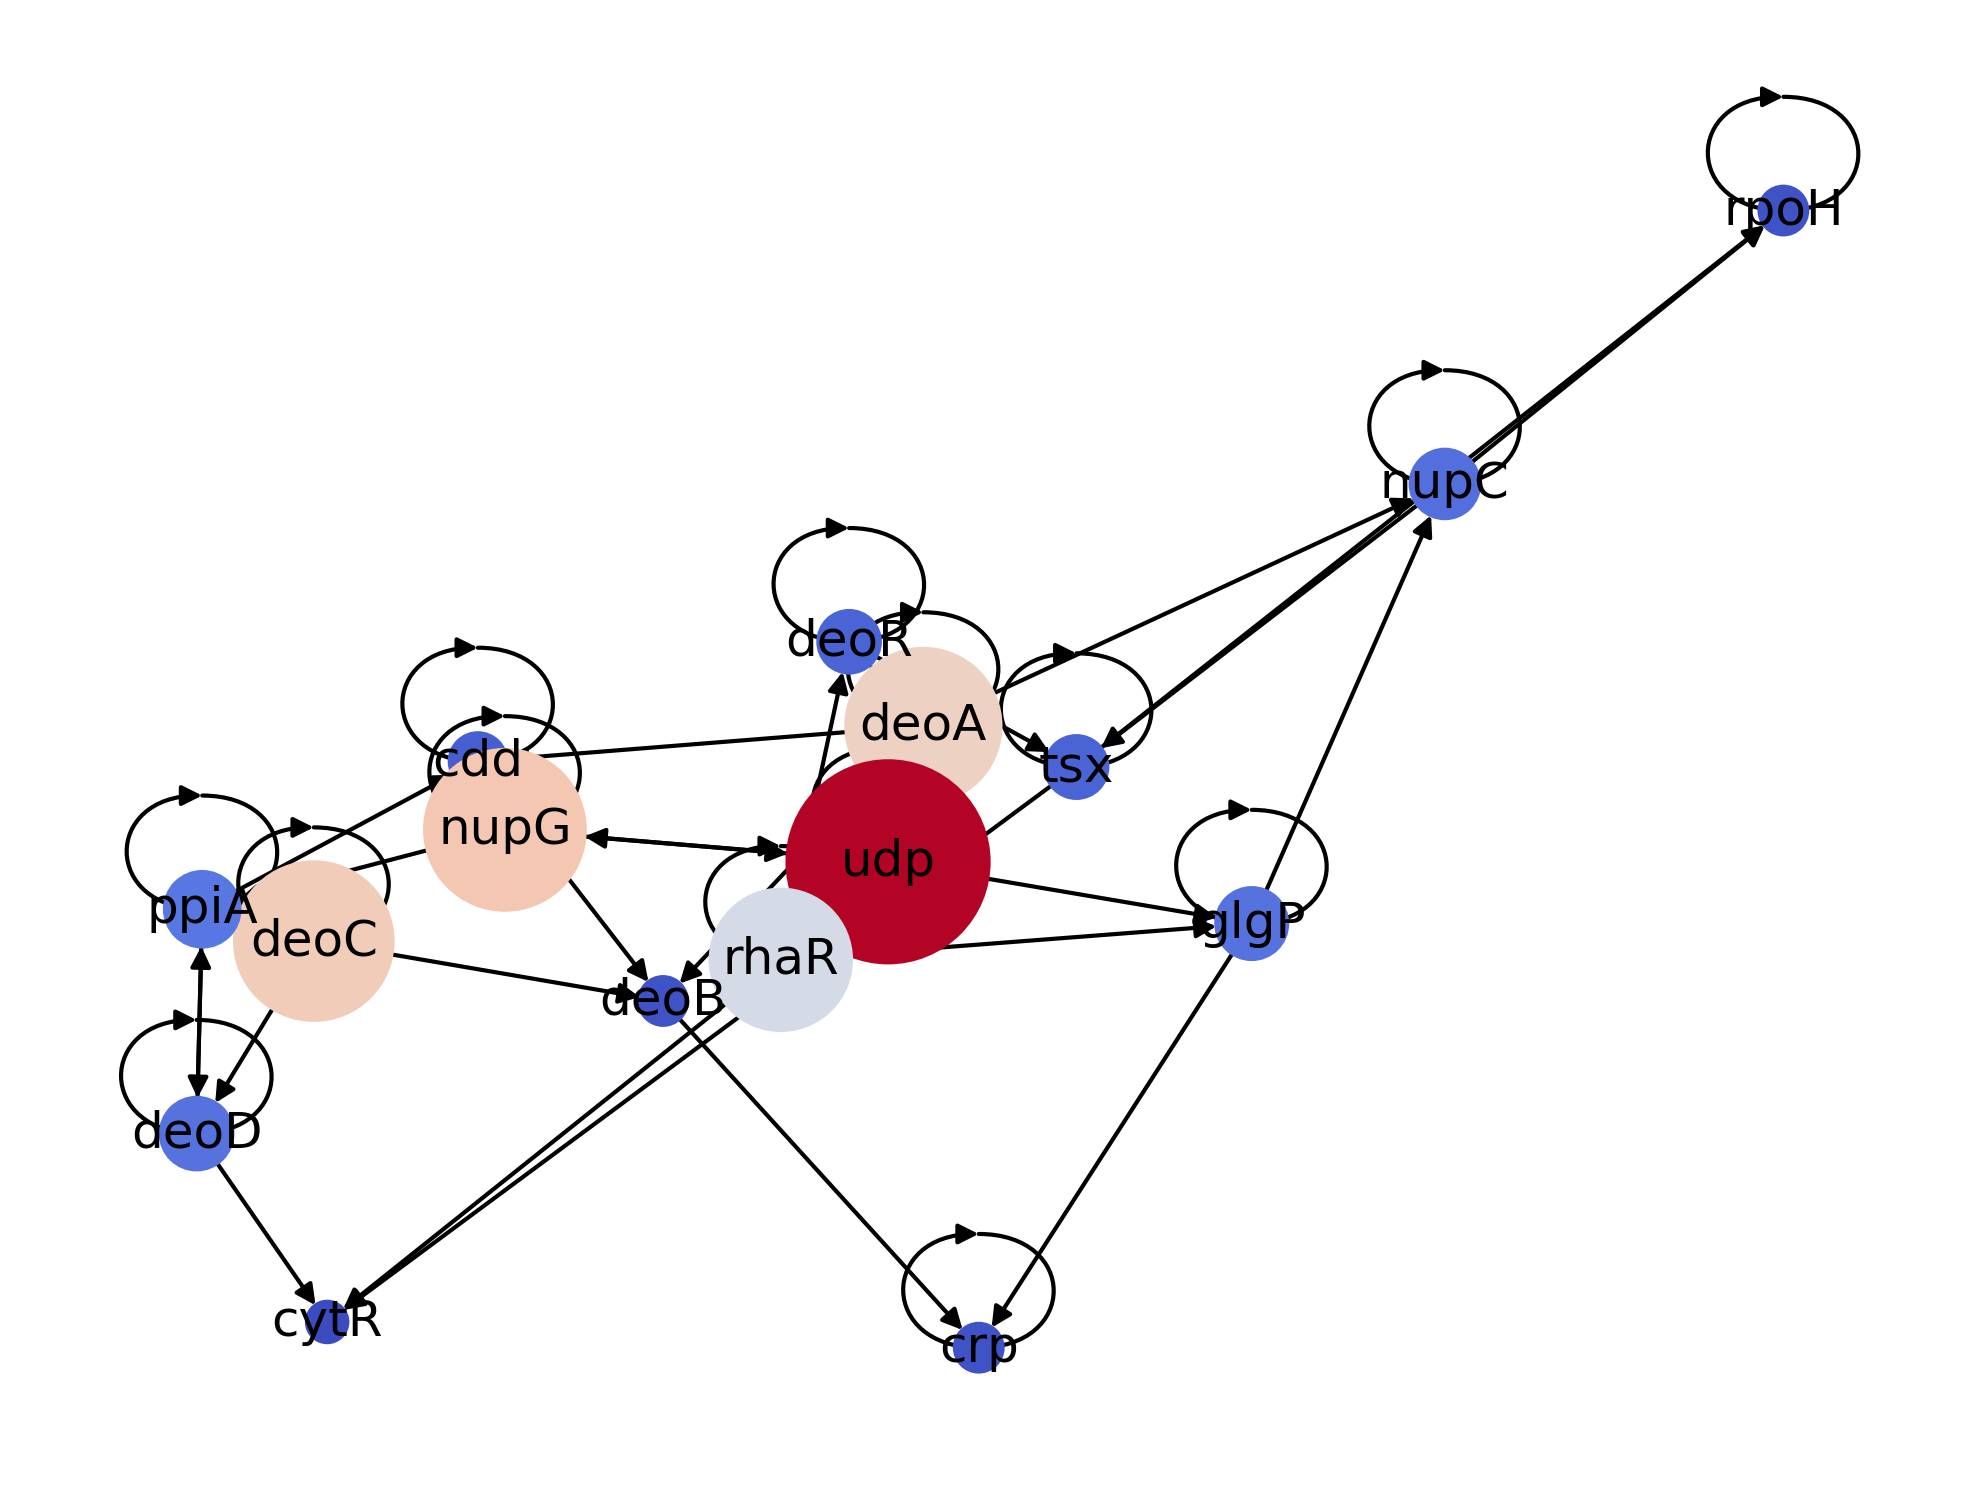 rpoH
nupC
deoR
deoA
cdd
tsx
nupG
udp
ppiA
deoC
glgP
rhaR
deoB
deoD
cytR
crp